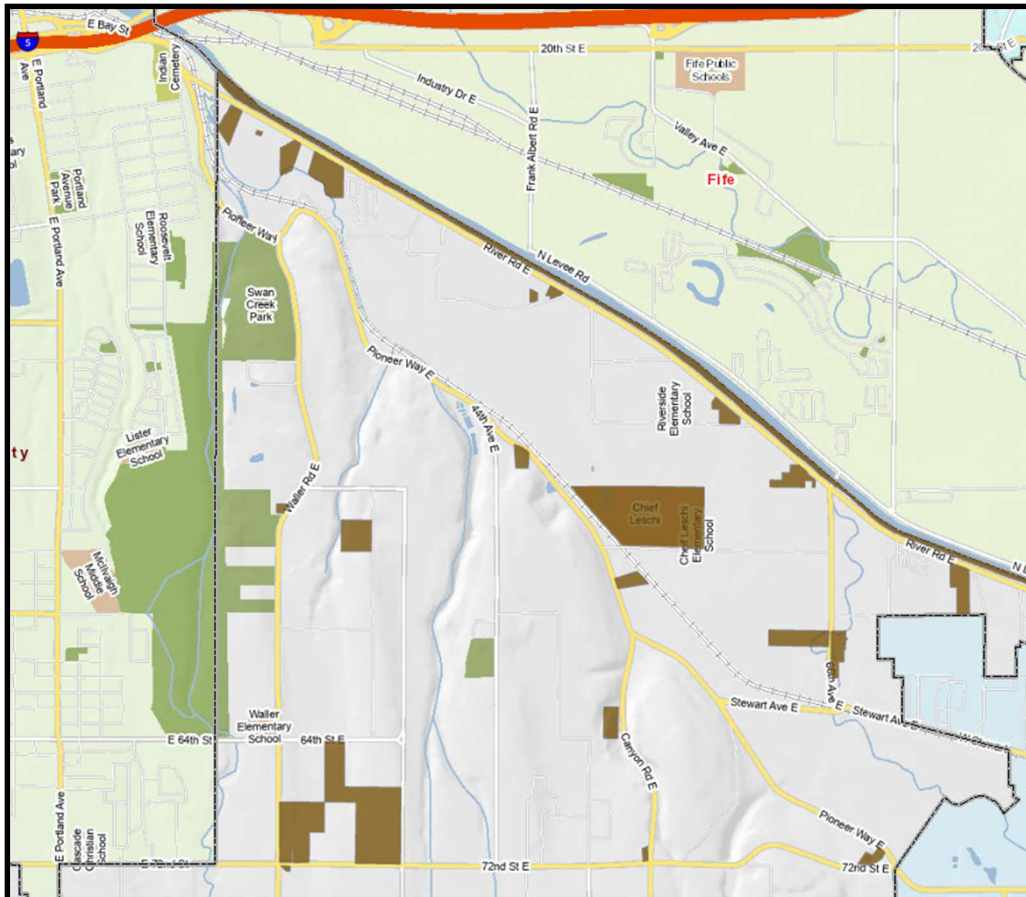 E Bay St
5
E Portland
Ave
Indian
Cemetery
20th St E
Fife Public
Schools
Industry Dr E
Frank Albert Rd E
Valley Ave E
Fife
Portland
Avenue
Park
Roosevelt
Elementary
School
E Portland Ave
Pioneer Way
Swan
Creek
Park
River Rd E
N Levee Rd
Pioneer Way E
44th Ave E
Riverside
Elementary
School
Lister
Elementary
School
ty
Waller Rd E
Chief
Leschi
Chief Leschi
Elementary
School
River Rd E
McIlvaigh
Middle
School
66th Ave E
Stewart Ave E
Stewart Ave E
Waller
Elementary
School
E 64th St
64th St E
Canyon Rd E
E Portland Ave
Cascade
Christian
School
E 72nd St
72nd St E
Pioneer Way E
72nd St E